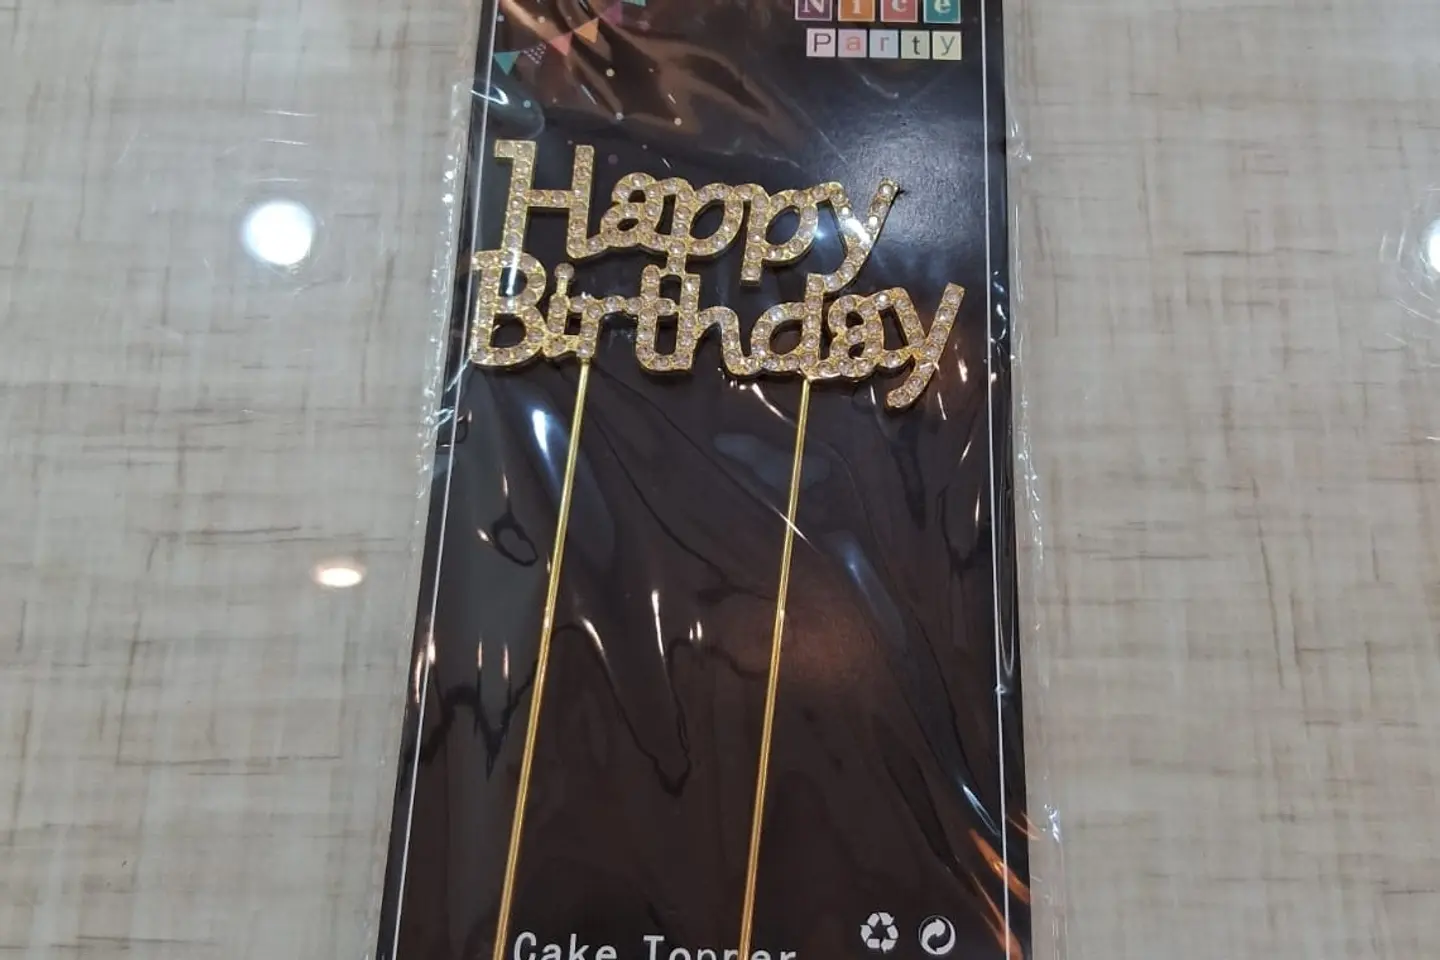 Nice
Party
Happy
Birthday
Cake Topper